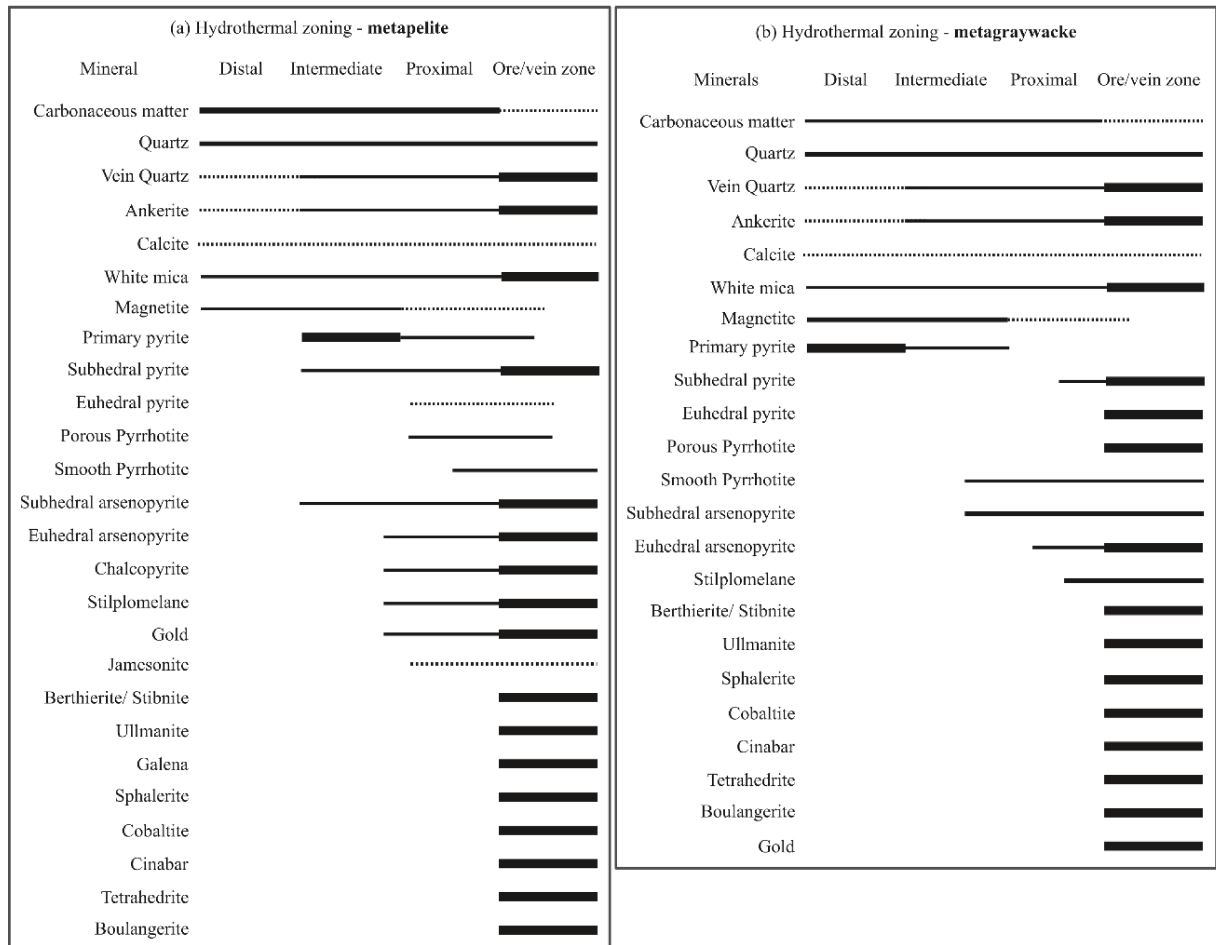 (a) Hydrothermal zoning - metapelite
Mineral Distal Intermediate Proximal Ore/vein zone
Carbonaceous matter
Quartz
Vein Quartz
Ankerite
Calcite
White mica
Magnetite
Primary pyrite
Subhedral pyrite
Euhedral pyrite
Porous Pyrrhotite
Smooth Pyrrhotite
Subhedral arsenopyrite
Euhedral arsenopyrite
Chalcopyrite
Stilplomelane
Gold
Jamesonite
Berthierite/ Stibnite
Ullmanite
Galena
Sphalerite
Cobaltite
Cinabar
Tetrahedrite
Boulangerite
(b) Hydrothermal zoning - metagraywacke
Minerals Distal Intermediate Proximal Ore/vein zone
Carbonaceous matter
Quartz
Vein Quartz
Ankerite
Calcite
White mica
Magnetite
Primary pyrite
Subhedral pyrite
Euhedral pyrite
Porous Pyrrhotite
Smooth Pyrrhotite
Subhedral arsenopyrite
Euhedral arsenopyrite
Stilplomelane
Berthierite/ Stibnite
Ullmanite
Sphalerite
Cobaltite
Cinabar
Tetrahedrite
Boulangerite
Gold